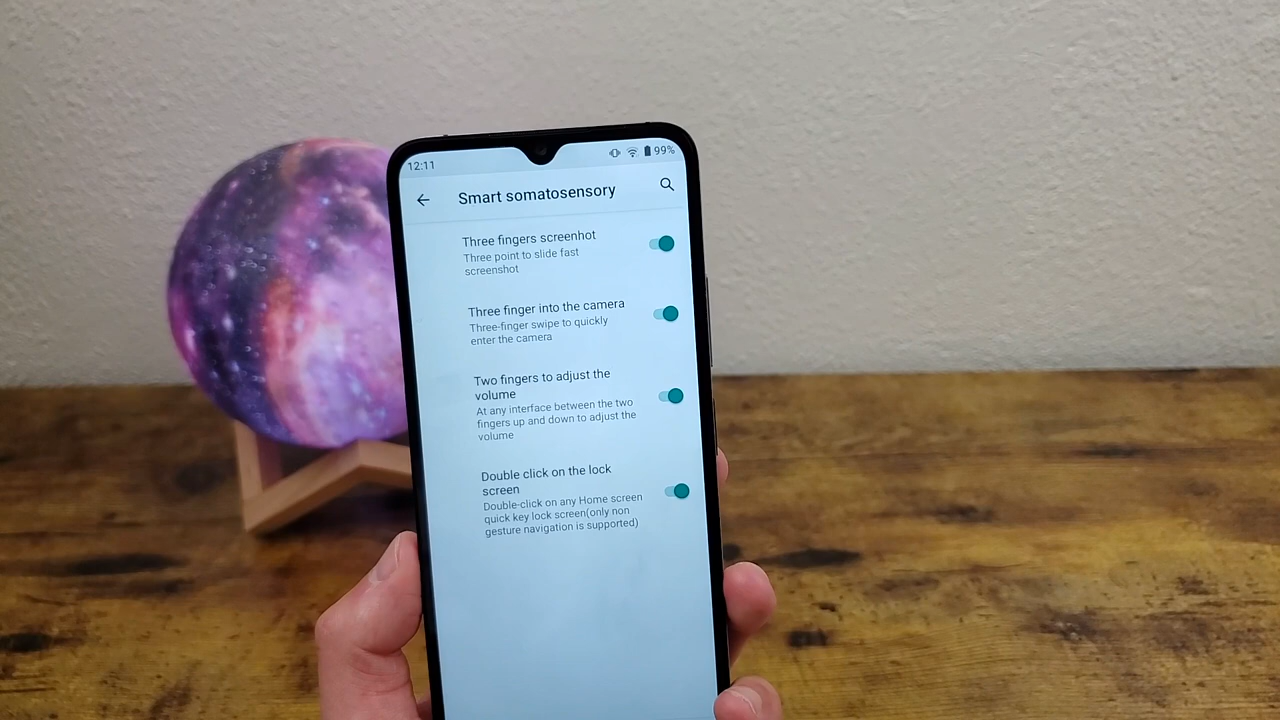 12:11
99%
Smart somatosensory
Three fingers screenhot
Three point to slide fast
screenshot
Three finger into the camera
Three-finger swipe to quickly
enter the camera
Two fingers to adjust the
volume
At any interface between the two
fingers up and down to adjust the
volume
Double click on the lock
screen
Double-click on any Home screen
quick key lock screen(only non
gesture navigation is supported)